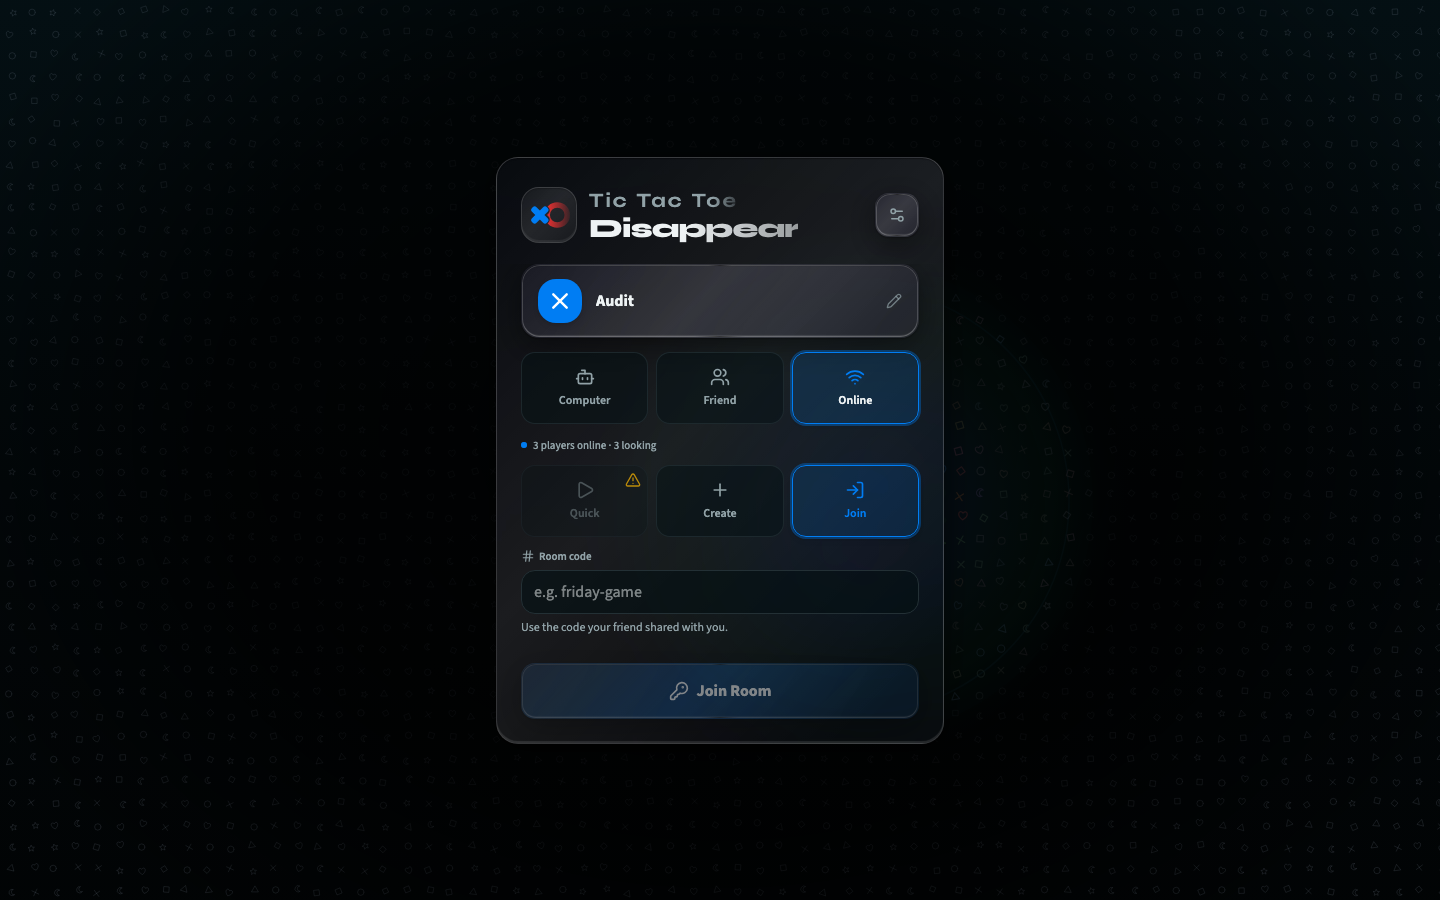 Tic Tac Toe
Disappear
Audit
Computer
Friend
Online
3 players online · 3 looking
Quick
Create
Join
Room code
e.g. friday-game
Use the code your friend shared with you.
Join Room